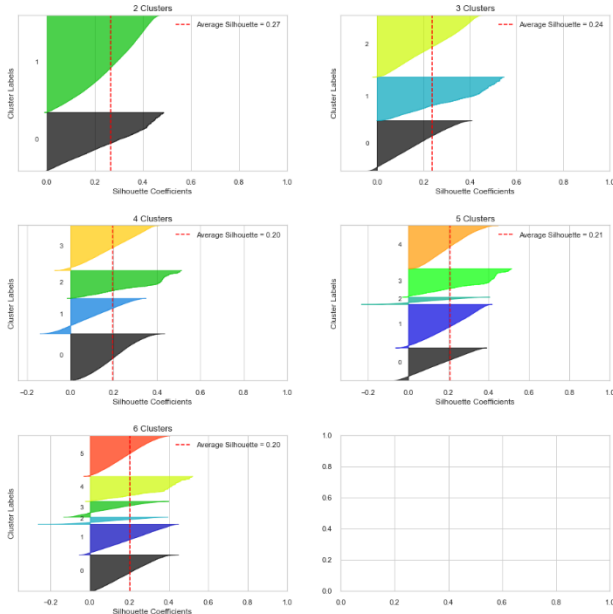 2 Clusters
Average Silhouette = 0.27
Cluster Labels
1
0
0.0 0.2 0.4 0.6 0.8 1.0
Silhouette Coefficients
3 Clusters
Average Silhouette = 0.24
Cluster Labels
2
1
0
0.0 0.2 0.4 0.6 0.8 1.0
Silhouette Coefficients
4 Clusters
Average Silhouette = 0.20
Cluster Labels
3
2
1
0
−0.2 0.0 0.2 0.4 0.6 0.8 1.0
Silhouette Coefficients
5 Clusters
Average Silhouette = 0.21
Cluster Labels
4
3
2
1
0
−0.2 0.0 0.2 0.4 0.6 0.8 1.0
Silhouette Coefficients
6 Clusters
Average Silhouette = 0.20
Cluster Labels
5
4
3
2
1
0
−0.2 0.0 0.2 0.4 0.6 0.8 1.0
Silhouette Coefficients
1.0
0.8
0.6
0.4
0.2
0.0
0.0 0.2 0.4 0.6 0.8 1.0